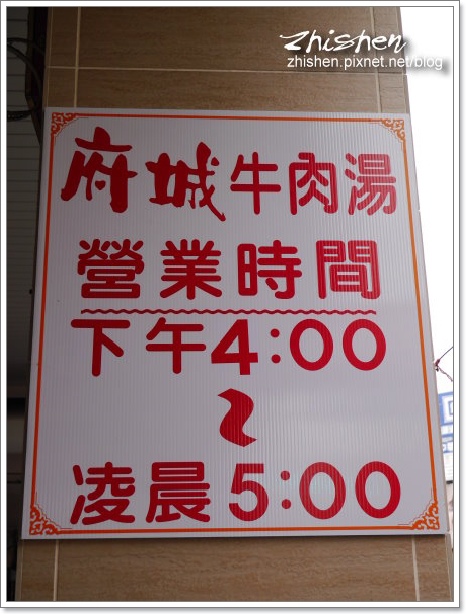 Zhishen
zhishen.pixnet.net/blog
府城牛肉湯
營業時間
下午4:00
~
凌晨5:00